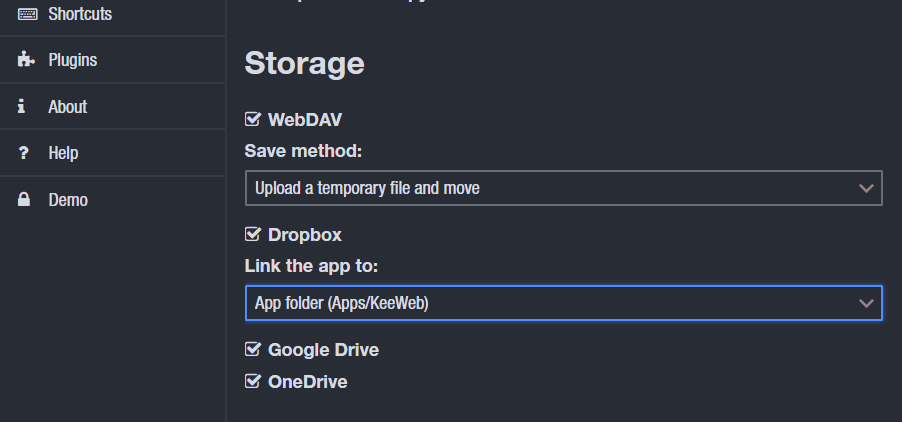 Shortcuts
Plugins
About
Help
Demo
Storage
WebDAV
Save method:
Upload a temporary file and move
Dropbox
Link the app to:
App folder (Apps/KeeWeb)
Google Drive
OneDrive